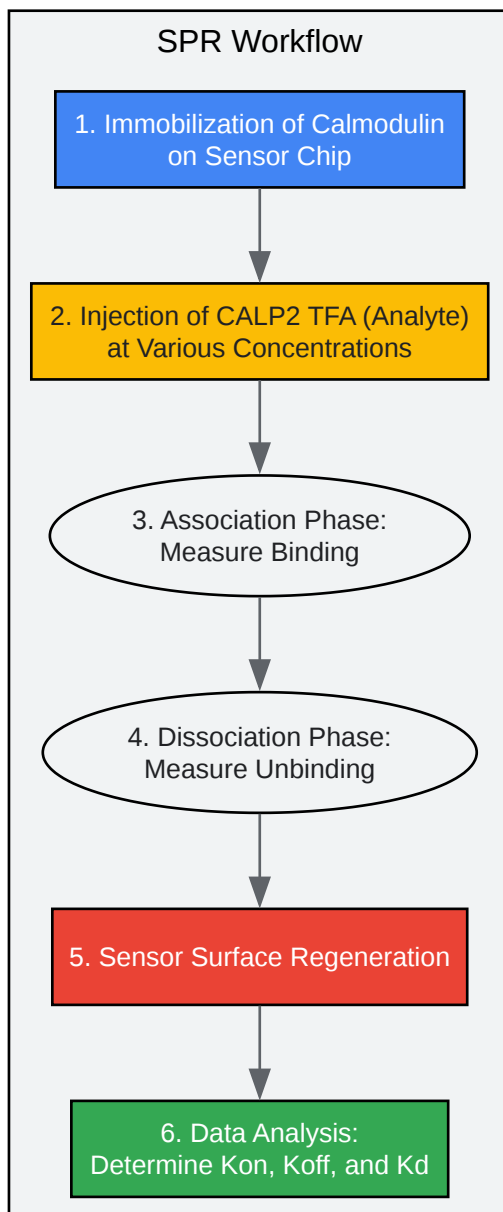 SPR Workflow
1. Immobilization of Calmodulin
on Sensor Chip
2. Injection of CALP2 TFA (Analyte)
at Various Concentrations
3. Association Phase:
Measure Binding
4. Dissociation Phase:
Measure Unbinding
5. Sensor Surface Regeneration
6. Data Analysis:
Determine Kon, Koff, and Kd